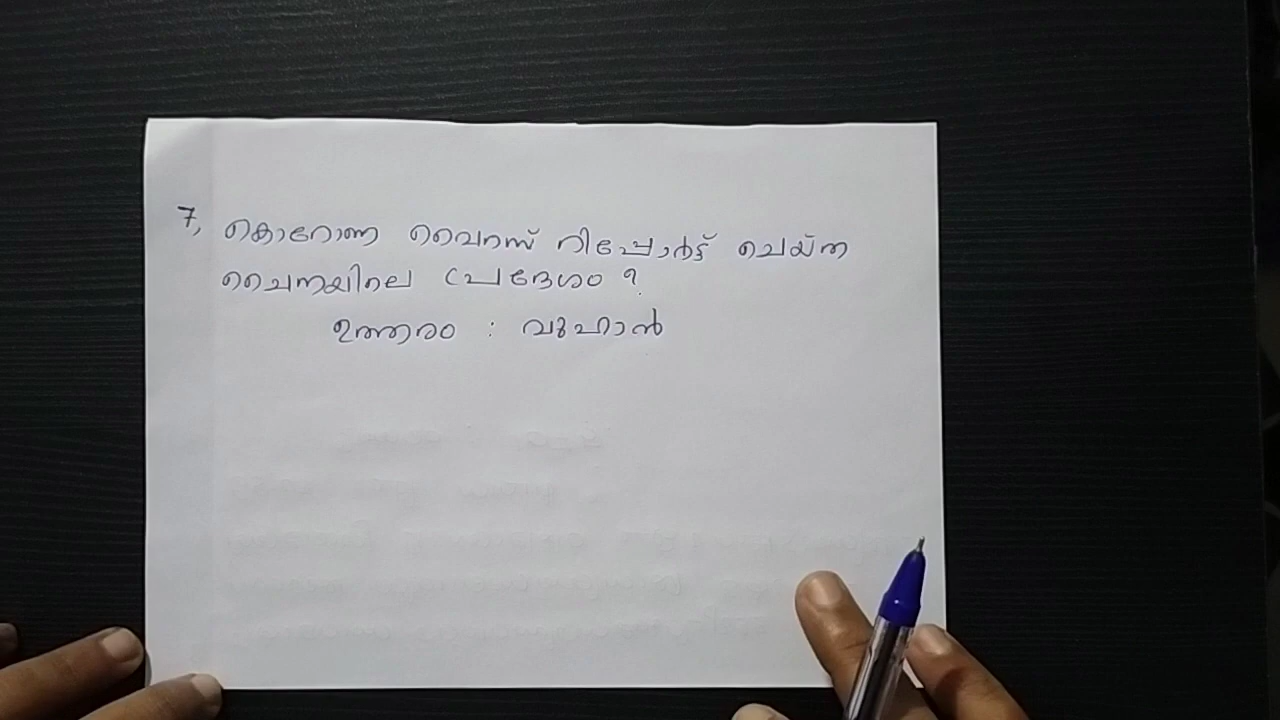 7, കൊറോണ വൈറസ് റിപ്പോർട്ട് ചെയ്ത
ചൈനയിലെ പ്രദേശം ?
ഉത്തരം : വുഹാൻ